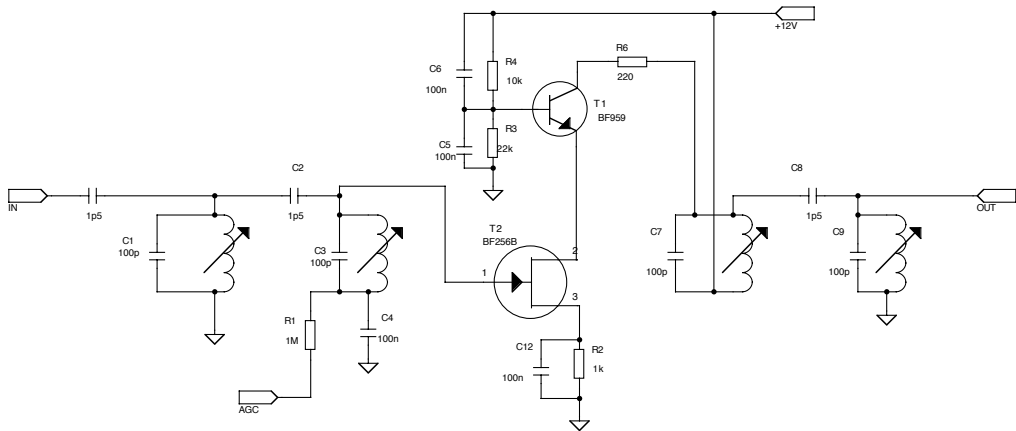 +12V
R6
220
C6
100n
R4
10k
T1
BF959
R3
22k
C5
100n
C2
1p5
C8
1p5
IN
1p5
OUT
C1
100p
C3
100p
T2
BF256B
2
1
3
C7
100p
C9
100p
R1
1M
C4
100n
C12
100n
R2
1k
AGC